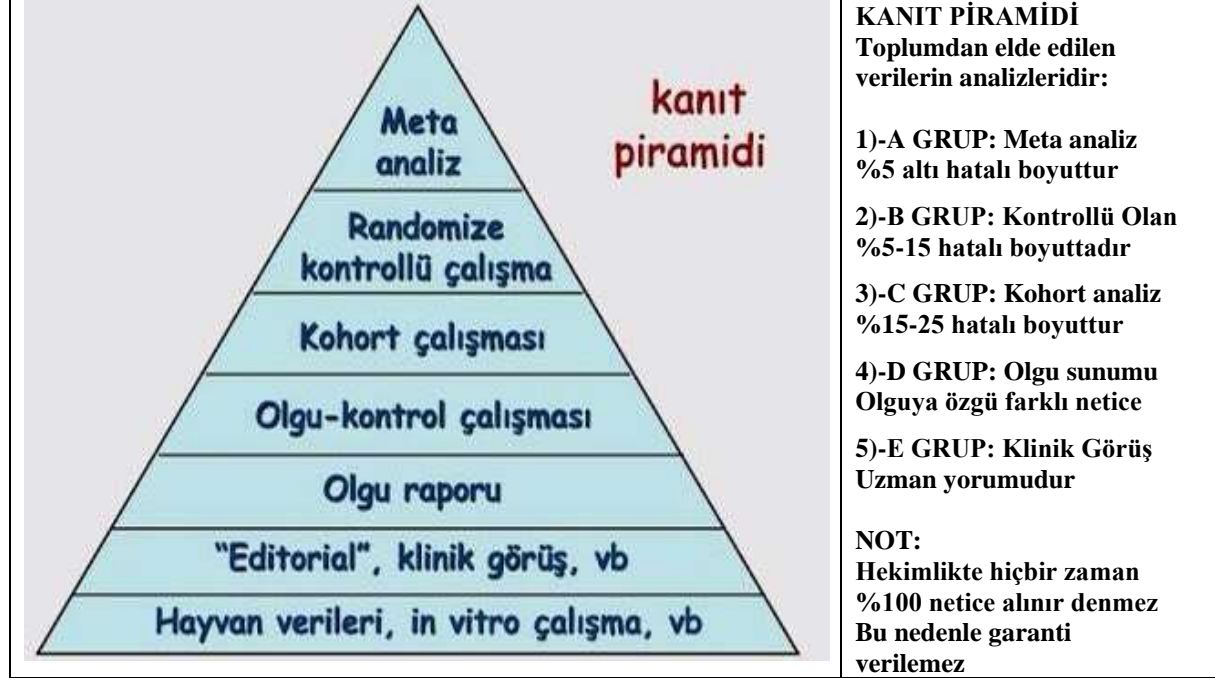 Meta
analiz
kanıt
piramidi
Randomize
kontrollü çalışma
Kohort çalışması
Olgu-kontrol çalışması
Olgu raporu
"Editorial", klinik görüş, vb
Hayvan verileri, in vitro çalışma, vb
KANIT PİRAMİDİ
Toplumdan elde edilen
verilerin analizleridir:
1)-A GRUP: Meta analiz
%5 altı hatalı boyuttur
2)-B GRUP: Kontrollü Olan
%5-15 hatalı boyuttadır
3)-C GRUP: Kohort analiz
%15-25 hatalı boyuttur
4)-D GRUP: Olgu sunumu
Olguya özgü farklı netice
5)-E GRUP: Klinik Görüş
Uzman yorumudur
NOT:
Hekimlikte hiçbir zaman
%100 netice alınır denmez
Bu nedenle garanti
verilemez